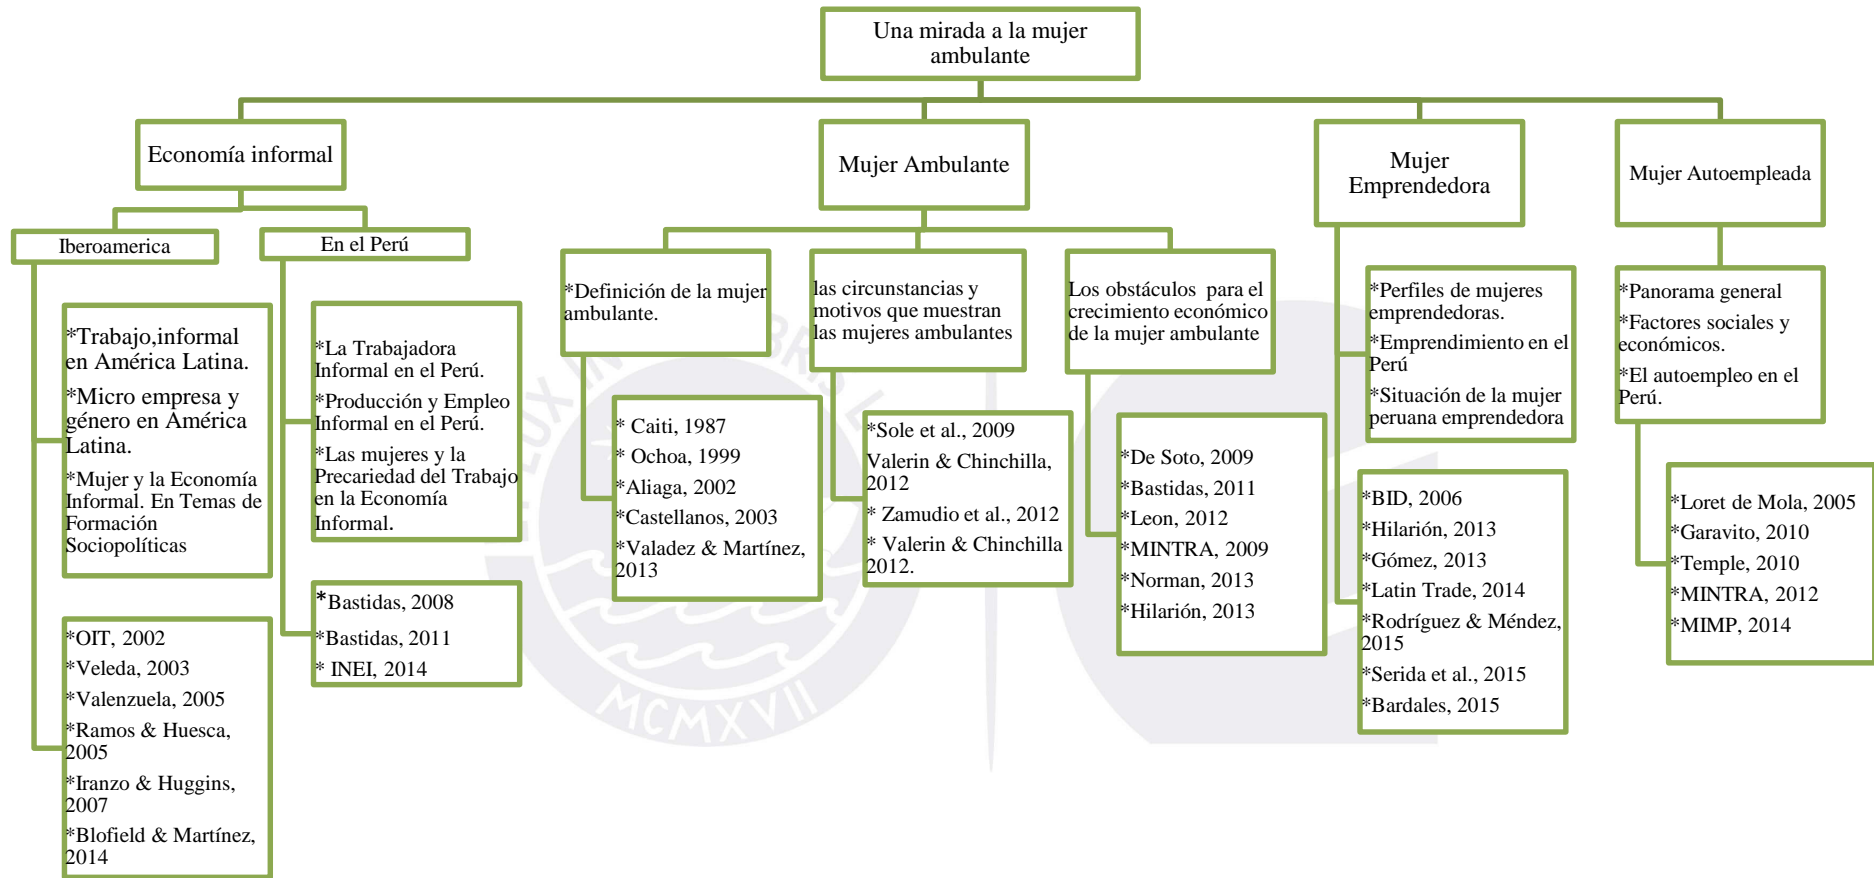 Una mirada a la mujer
ambulante
Economía informal
Iberoamerica
*Trabajo,informal
en América Latina.
*Micro empresa y
género en América
Latina.
*Mujer y la Economía
Informal. En Temas de
Formación
Sociopolíticas
*OIT, 2002
*Veleda, 2003
*Valenzuela, 2005
*Ramos & Huesca,
2005
*Iranzo & Huggins,
2007
*Blofield & Martínez,
2014
En el Perú
*La Trabajadora
Informal en el Perú.
*Producción y Empleo
Informal en el Perú.
*Las mujeres y la
Precariedad del Trabajo
en la Economía
Informal.
*Bastidas, 2008
*Bastidas, 2011
* INEI, 2014
Mujer Ambulante
*Definición de la mujer
ambulante.
* Caiti, 1987
* Ochoa, 1999
*Aliaga, 2002
*Castellanos, 2003
*Valadez & Martínez,
2013
las circunstancias y
motivos que muestran
las mujeres ambulantes
*Sole et al., 2009
Valerin & Chinchilla,
2012
* Zamudio et al., 2012
* Valerin & Chinchilla
2012.
Los obstáculos para el
crecimiento económico
de la mujer ambulante
*De Soto, 2009
*Bastidas, 2011
*Leon, 2012
*MINTRA, 2009
*Norman, 2013
*Hilarión, 2013
Mujer
Emprendedora
*Perfiles de mujeres
emprendedoras.
*Emprendimiento en el
Perú
*Situación de la mujer
peruana emprendedora
*BID, 2006
*Hilarión, 2013
*Gómez, 2013
*Latin Trade, 2014
*Rodríguez & Méndez,
2015
*Serida et al., 2015
*Bardales, 2015
Mujer Autoempleada
*Panorama general
*Factores sociales y
económicos.
*El autoempleo en el
Perú.
*Loret de Mola, 2005
*Garavito, 2010
*Temple, 2010
*MINTRA, 2012
*MIMP, 2014
MCMXVII